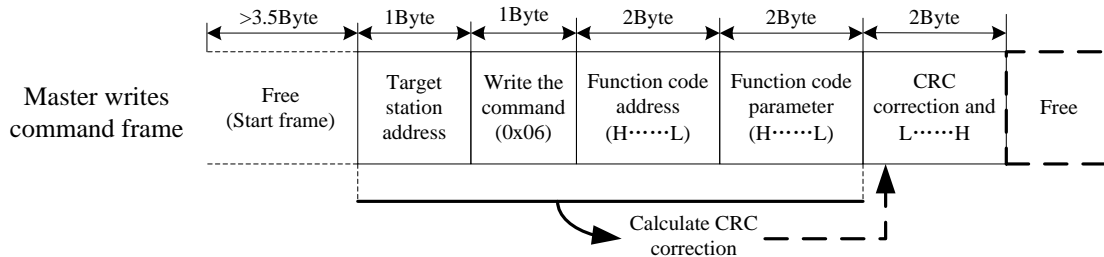 >3.5Byte 1Byte 1Byte 2Byte 2Byte 2Byte
Master writes
command frame
Free
(Start frame)
Target
station
address
Write the
command
(0x06)
Function code
address
(H⋯⋯L)
Function code
parameter
(H⋯⋯L)
CRC
correction and
L⋯⋯H
Free
Calculate CRC
correction